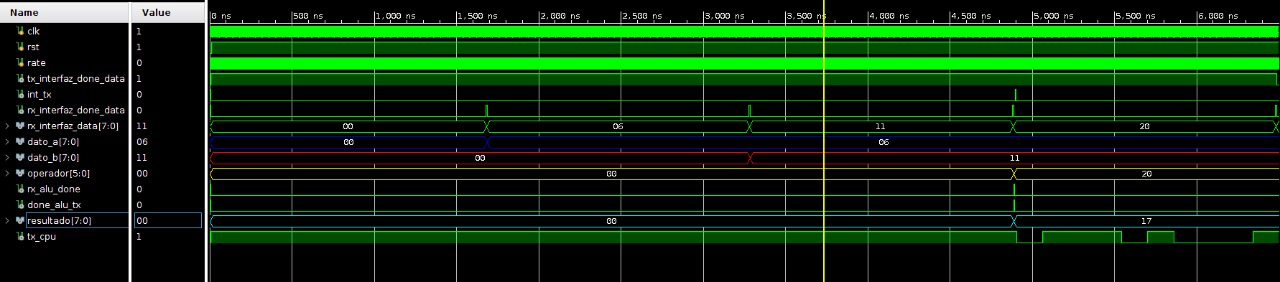 Name Value 0 ns 500 ns 1,000 ns 1,500 ns 2,000 ns 2,500 ns 3,000 ns 3,500 ns 4,000 ns 4,500 ns 5,000 ns 5,500 ns 6,000 ns
clk 1
rst 1
rate 0
tx_interfaz_done_data 1
int_tx 0
rx_interfaz_done_data 0
rx_interfaz_data[7:0] 11 00 06 11 20
dato_a[7:0] 06 00 06
dato_b[7:0] 11 00 11
operador[5:0] 00 00 20
rx_alu_done 0
done_alu_tx 0
resultado[7:0] 00 00 17
tx_cpu 1